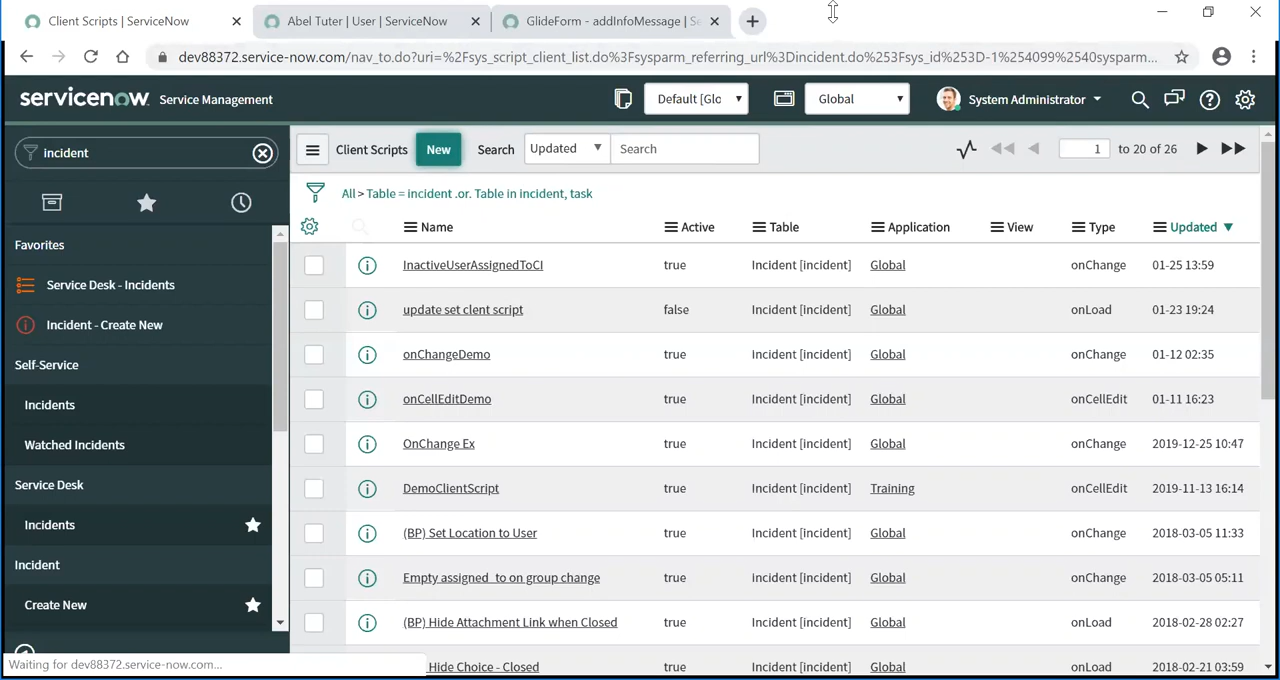 Client Scripts | ServiceNow
Abel Tuter | User | ServiceNow
GlideForm - addInfoMessage | Se
dev88372.service-now.com/nav_to.do?uri=%2Fsys_script_client_list.do%3Fsysparm_referring_url%3Dincident.do%253Fsys_id%253D-1%254099%2540sysparm...
servicenow Service Management
Default [Glc
Global
System Administrator
incident
Client Scripts New Search Updated Search
1 to 20 of 26
All > Table = incident .or. Table in incident, task
Name Active Table Application View Type Updated
Favorites
Service Desk - Incidents
Incident - Create New
Self-Service
Incidents
Watched Incidents
Service Desk
Incidents
Incident
Create New
InactiveUserAssignedToCI true Incident [incident] Global onChange 01-25 13:59
update set clent script false Incident [incident] Global onLoad 01-23 19:24
onChangeDemo true Incident [incident] Global onChange 01-12 02:35
onCellEditDemo true Incident [incident] Global onCellEdit 01-11 16:23
OnChange Ex true Incident [incident] Global onChange 2019-12-25 10:47
DemoClientScript true Incident [incident] Training onCellEdit 2019-11-13 16:14
(BP) Set Location to User true Incident [incident] Global onChange 2018-03-05 11:33
Empty assigned_to on group change true Incident [incident] Global onChange 2018-03-05 05:11
(BP) Hide Attachment Link when Closed true Incident [incident] Global onLoad 2018-02-28 02:27
Hide Choice - Closed true Incident [incident] Global onLoad 2018-02-21 03:59
Waiting for dev88372.service-now.com...